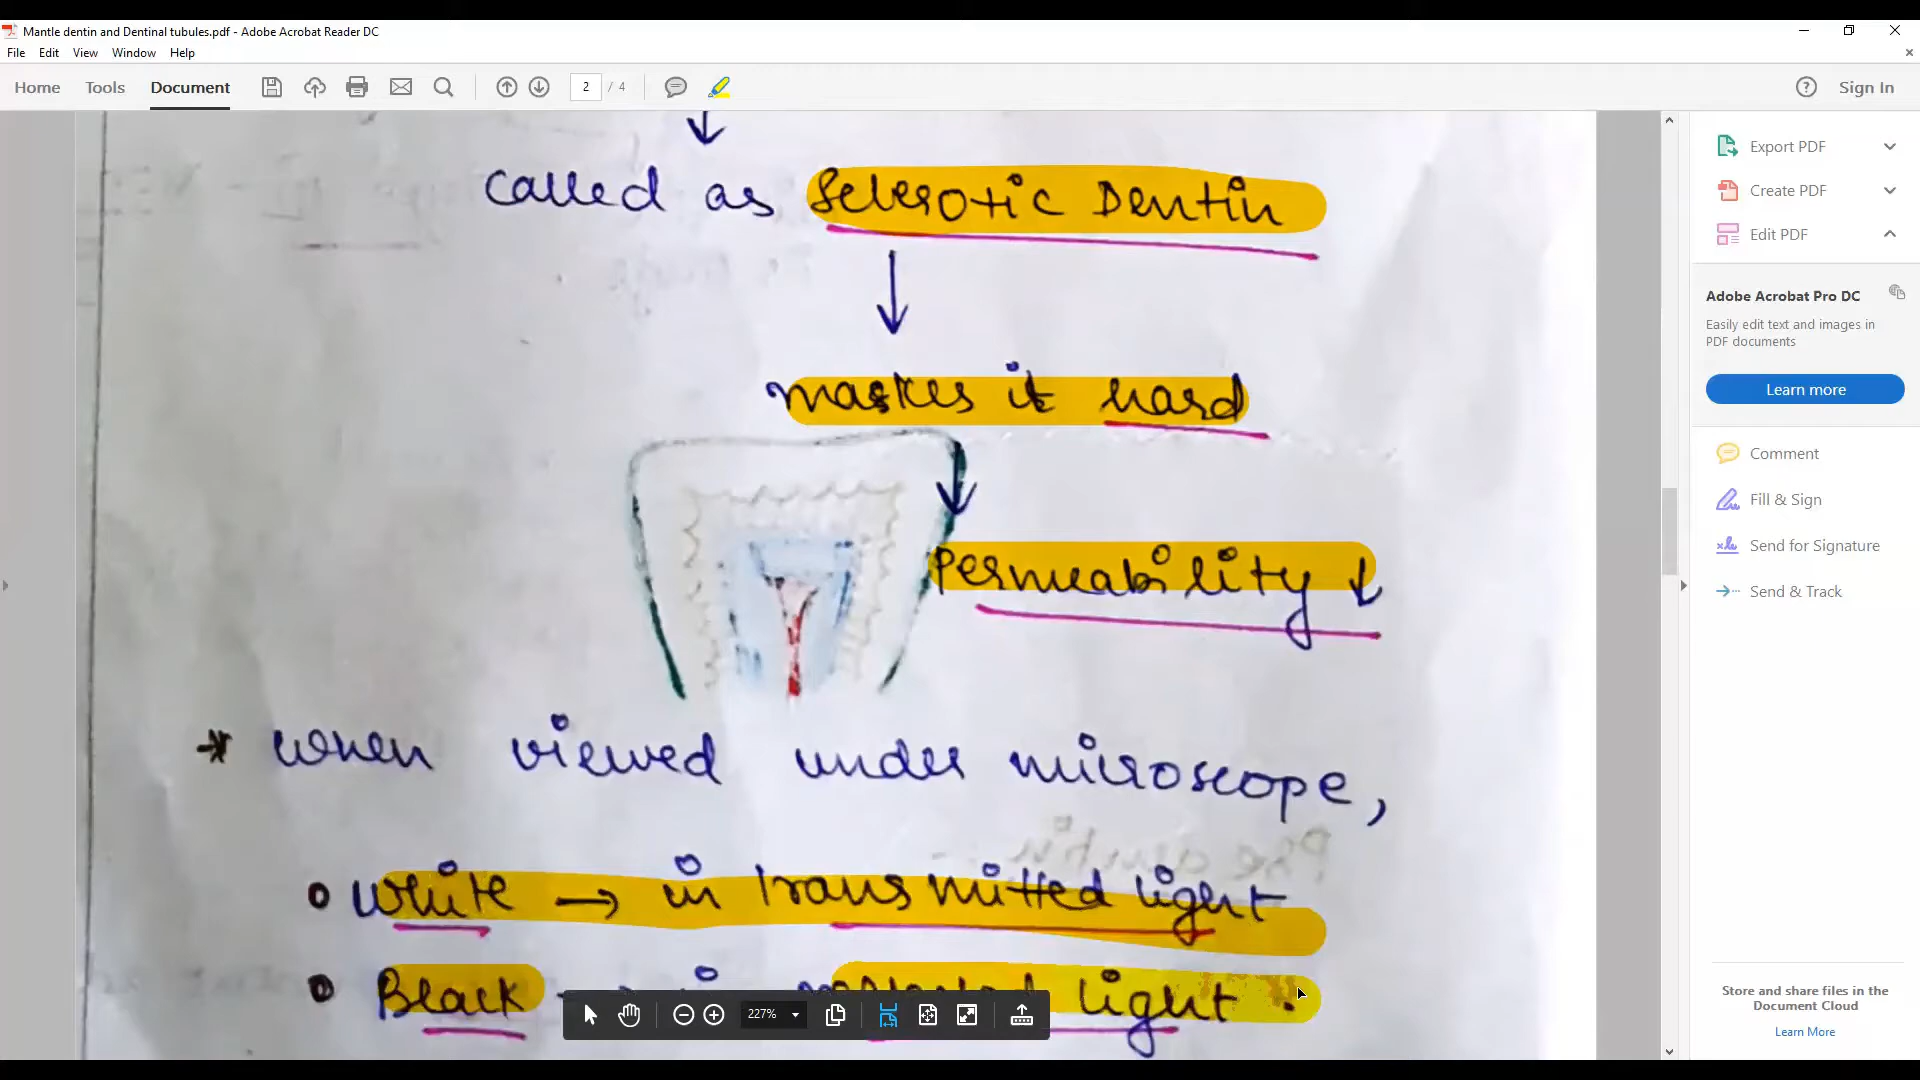 Mantle dentin and Dentinal tubules.pdf - Adobe Acrobat Reader DC
File Edit View Window Help
Home Tools Document 2 / 4 Sign In
called as Sclerotic Dentin
makes it hard
Permeability ↓
* when viewed under microscope,
• White → in transmitted light
• Black → in reflected light .
227%
Export PDF
Create PDF
Edit PDF
Adobe Acrobat Pro DC
Easily edit text and images in
PDF documents
Learn more
Comment
Fill & Sign
Send for Signature
Send & Track
Store and share files in the
Document Cloud
Learn More